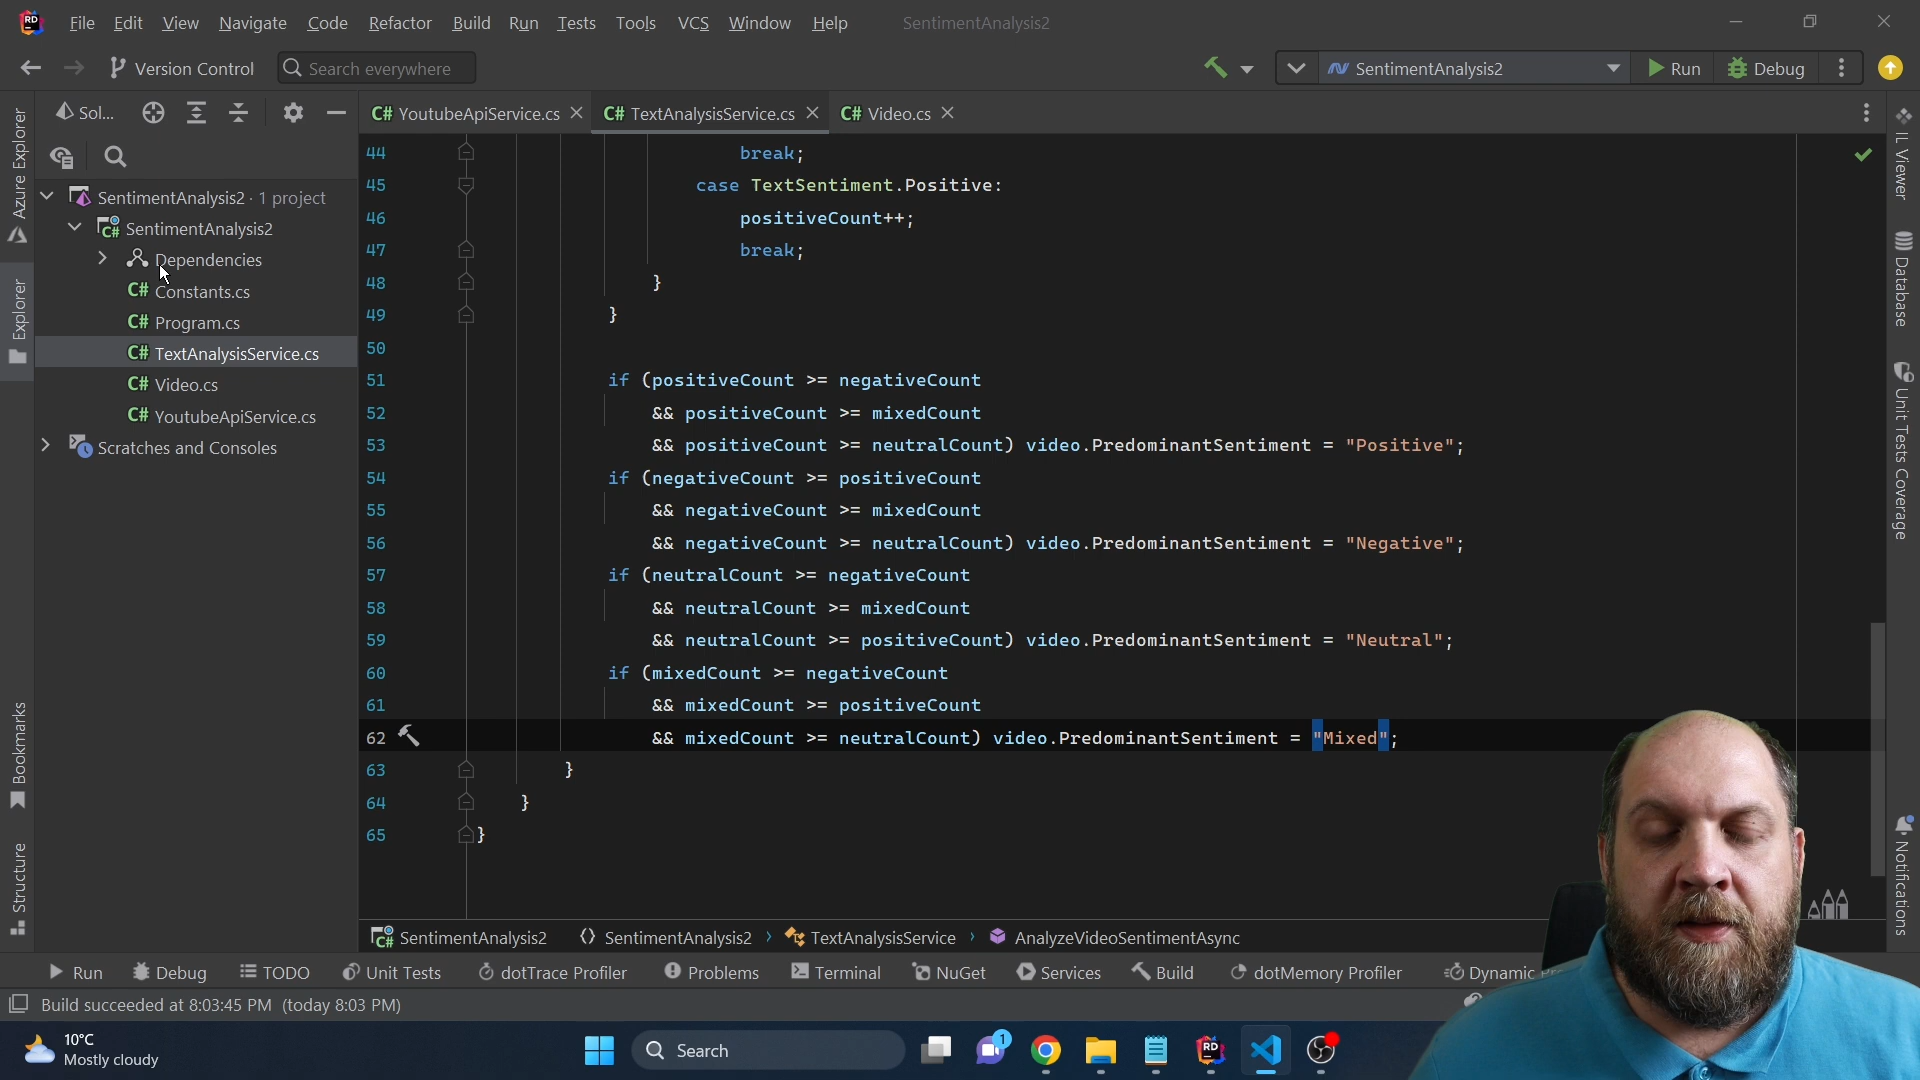 RD File Edit View Navigate Code Refactor Build Run Tests Tools VCS Window Help SentimentAnalysis2
Version Control Search everywhere SentimentAnalysis2 Run Debug
Sol... C# YoutubeApiService.cs C# TextAnalysisService.cs C# Video.cs
Azure Explorer
Explorer
Bookmarks
Structure
SentimentAnalysis2 · 1 project
C# SentimentAnalysis2
Dependencies
C# Constants.cs
C# Program.cs
C# TextAnalysisService.cs
C# Video.cs
C# YoutubeApiService.cs
Scratches and Consoles
44 break;
45 case TextSentiment.Positive:
46 positiveCount++;
47 break;
48 }
49 }
50
51 if (positiveCount >= negativeCount
52 && positiveCount >= mixedCount
53 && positiveCount >= neutralCount) video.PredominantSentiment = "Positive";
54 if (negativeCount >= positiveCount
55 && negativeCount >= mixedCount
56 && negativeCount >= neutralCount) video.PredominantSentiment = "Negative";
57 if (neutralCount >= negativeCount
58 && neutralCount >= mixedCount
59 && neutralCount >= positiveCount) video.PredominantSentiment = "Neutral";
60 if (mixedCount >= negativeCount
61 && mixedCount >= positiveCount
62 && mixedCount >= neutralCount) video.PredominantSentiment = "Mixed";
63 }
64 }
65 }
IL Viewer
Database
Unit Tests Coverage
Notifications
C# SentimentAnalysis2 SentimentAnalysis2 › TextAnalysisService › AnalyzeVideoSentimentAsync
Run Debug TODO Unit Tests dotTrace Profiler Problems Terminal NuGet Services Build dotMemory Profiler Dynamic
Build succeeded at 8:03:45 PM (today 8:03 PM)
10°C
Mostly cloudy
Search
1
RD